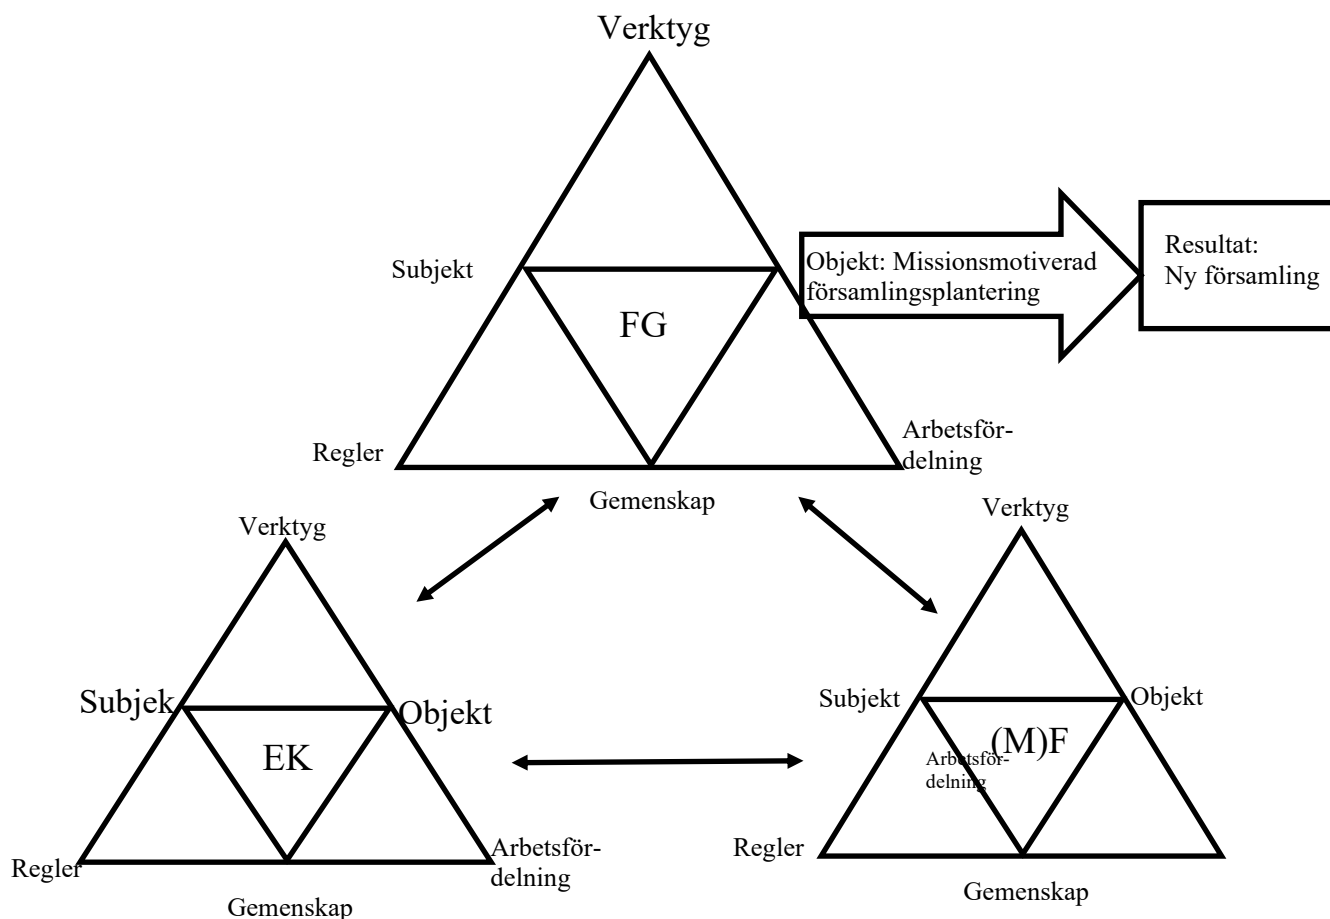 Verktyg
Subjekt
Objekt: Missionsmotiverad
församlingsplantering
Resultat:
Ny församling
FG
Regler
Arbetsför-
delning
Gemenskap
Verktyg
Subjek
Objekt
EK
Regler
Arbetsför-
delning
Gemenskap
Verktyg
Subjekt
Objekt
(M)F
Arbetsför-
delning
Regler
Gemenskap